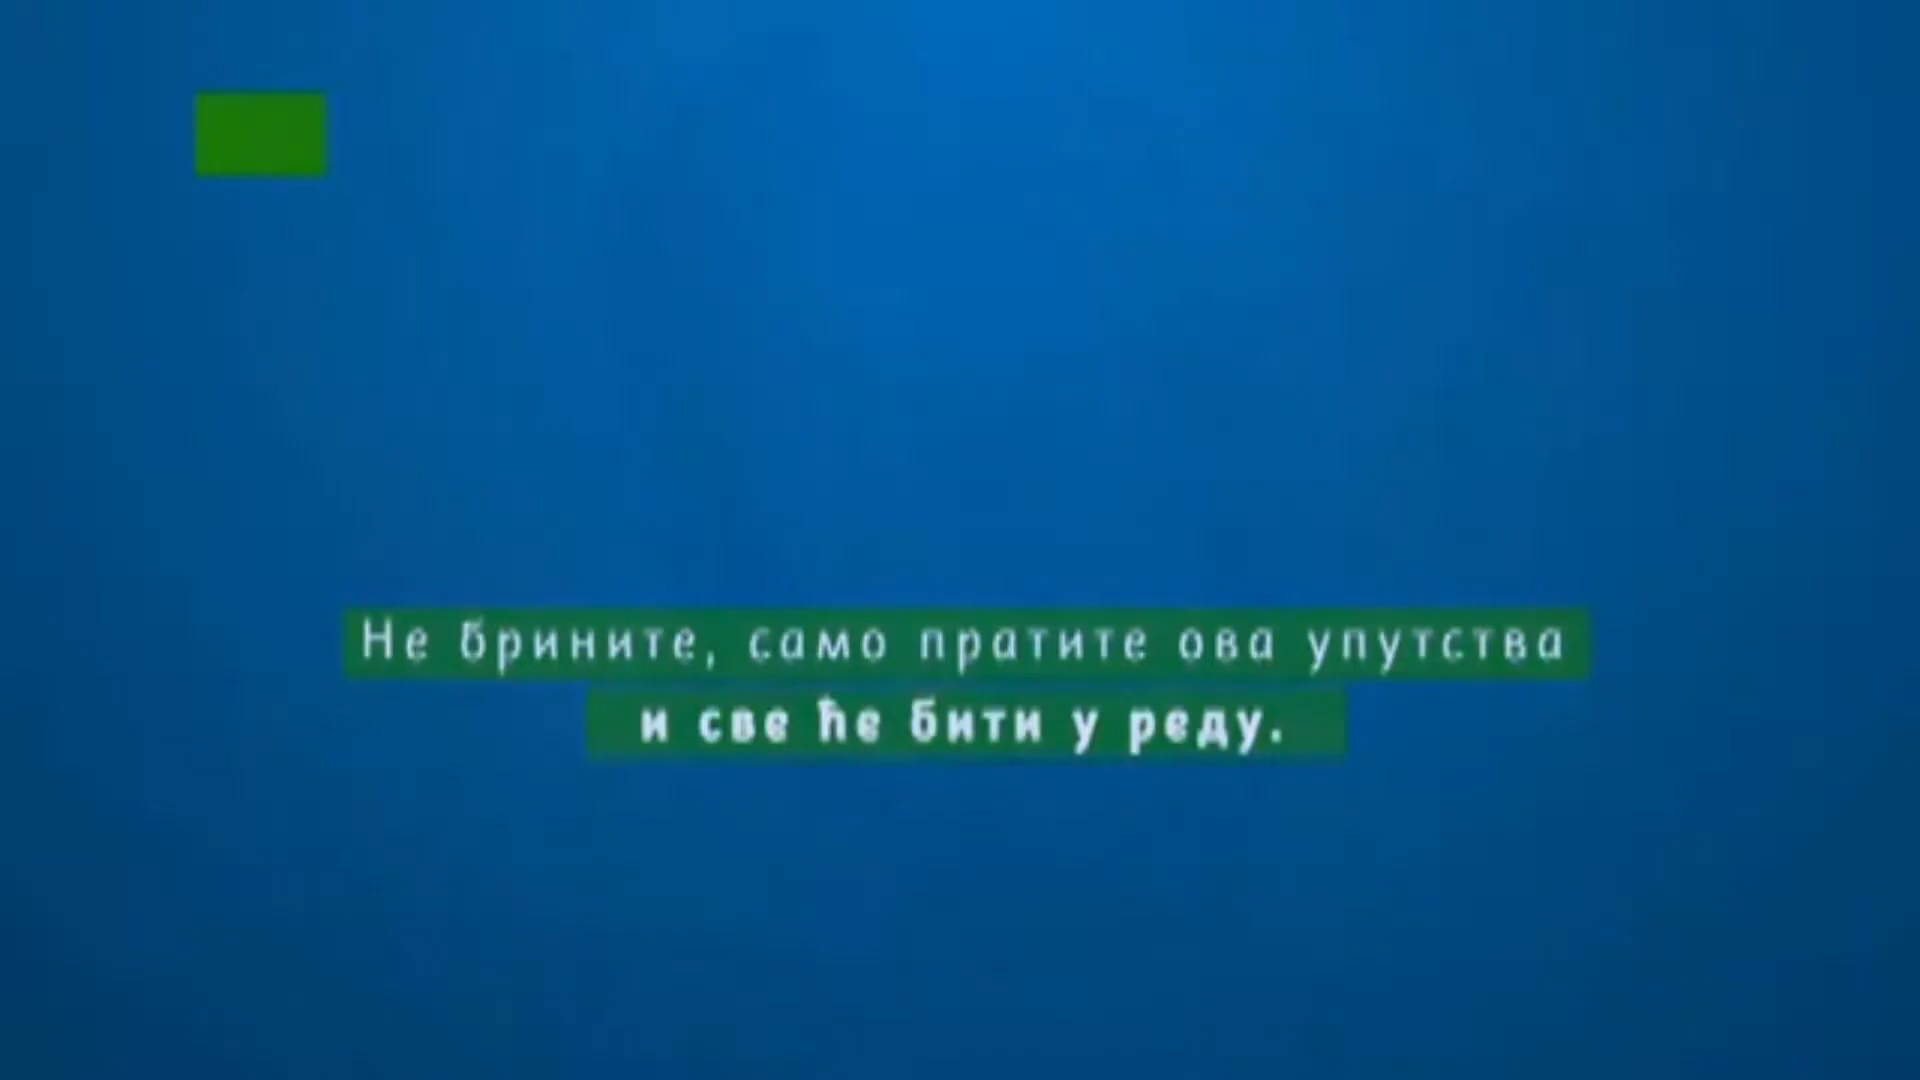 Не брините, само пратите ова упутства
и све ће бити у реду.